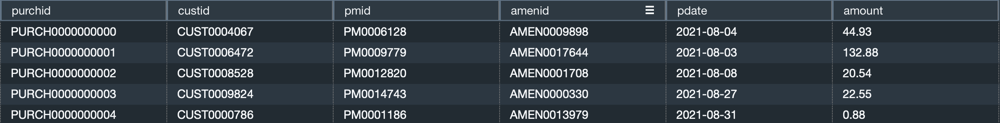 purchid custid pmid amenid pdate amount
PURCH0000000000 CUST0004067 PM0006128 AMEN0009898 2021-08-04 44.93
PURCH0000000001 CUST0006472 PM0009779 AMEN0017644 2021-08-03 132.88
PURCH0000000002 CUST0008528 PM0012820 AMEN0001708 2021-08-08 20.54
PURCH0000000003 CUST0009824 PM0014743 AMEN0000330 2021-08-27 22.55
PURCH0000000004 CUST0000786 PM0001186 AMEN0013979 2021-08-31 0.88